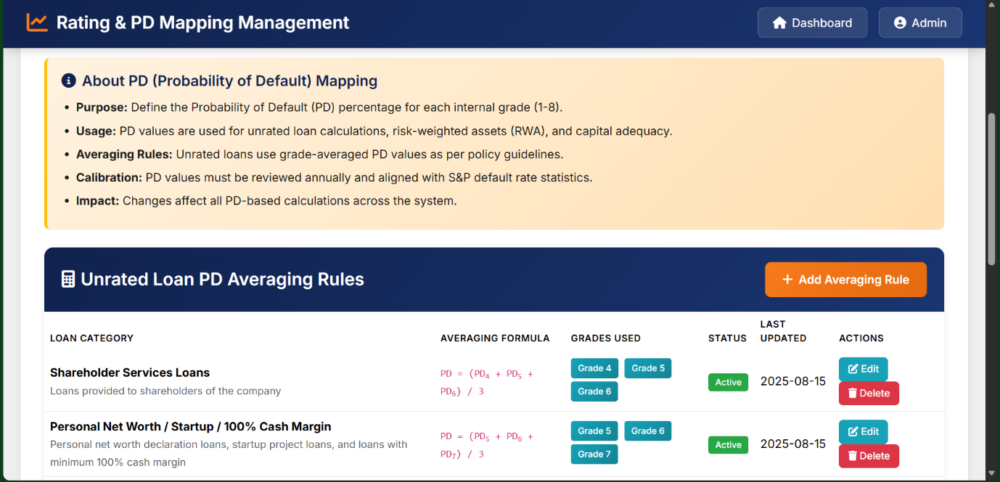 Rating & PD Mapping Management
Dashboard
Admin
About PD (Probability of Default) Mapping
• Purpose: Define the Probability of Default (PD) percentage for each internal grade (1-8).
• Usage: PD values are used for unrated loan calculations, risk-weighted assets (RWA), and capital adequacy.
• Averaging Rules: Unrated loans use grade-averaged PD values as per policy guidelines.
• Calibration: PD values must be reviewed annually and aligned with S&P default rate statistics.
• Impact: Changes affect all PD-based calculations across the system.
Unrated Loan PD Averaging Rules
+ Add Averaging Rule
LOAN CATEGORY
AVERAGING FORMULA
GRADES USED
STATUS
LAST
UPDATED
ACTIONS
Shareholder Services Loans
Loans provided to shareholders of the company
PD = (PD₄ + PD₅ +
PD₆) / 3
Grade 4 Grade 5
Grade 6
Active
2025-08-15
Edit
Delete
Personal Net Worth / Startup / 100% Cash Margin
Personal net worth declaration loans, startup project loans, and loans with
minimum 100% cash margin
PD = (PD₅ + PD₆ +
PD₇) / 3
Grade 5 Grade 6
Grade 7
Active
2025-08-15
Edit
Delete